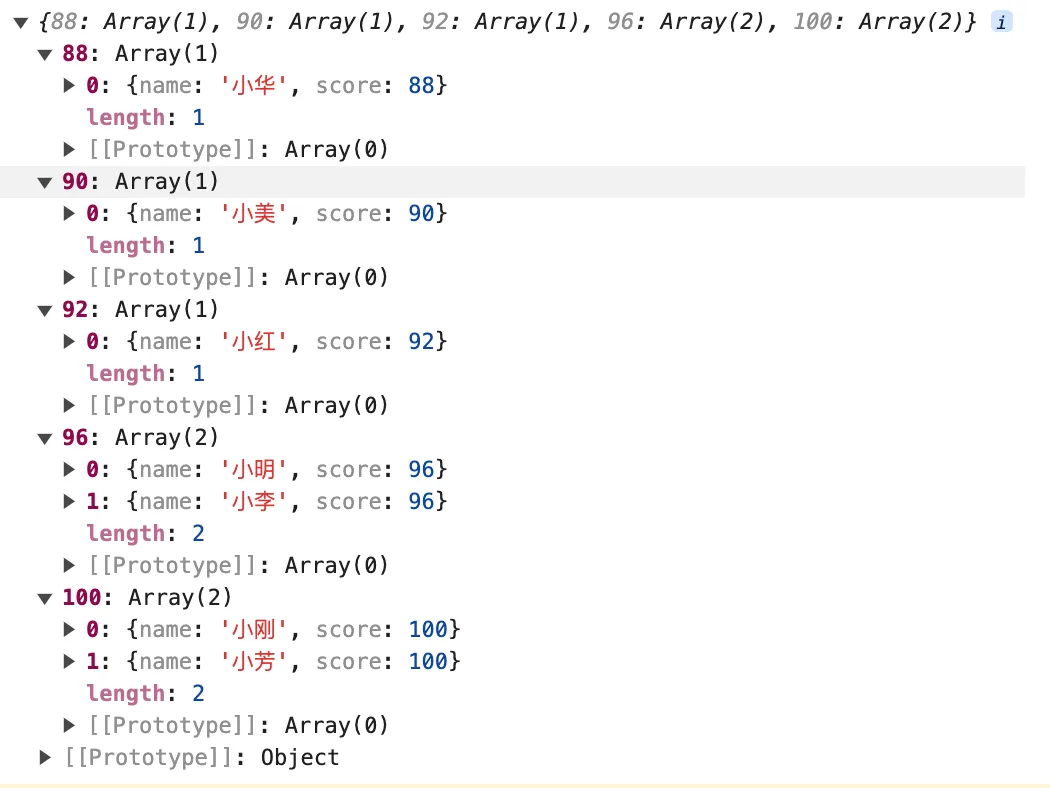 {88: Array(1), 90: Array(1), 92: Array(1), 96: Array(2), 100: Array(2)} i
88: Array(1)
0: {name: '小华', score: 88}
length: 1
[[Prototype]]: Array(0)
90: Array(1)
0: {name: '小美', score: 90}
length: 1
[[Prototype]]: Array(0)
92: Array(1)
0: {name: '小红', score: 92}
length: 1
[[Prototype]]: Array(0)
96: Array(2)
0: {name: '小明', score: 96}
1: {name: '小李', score: 96}
length: 2
[[Prototype]]: Array(0)
100: Array(2)
0: {name: '小刚', score: 100}
1: {name: '小芳', score: 100}
length: 2
[[Prototype]]: Array(0)
[[Prototype]]: Object